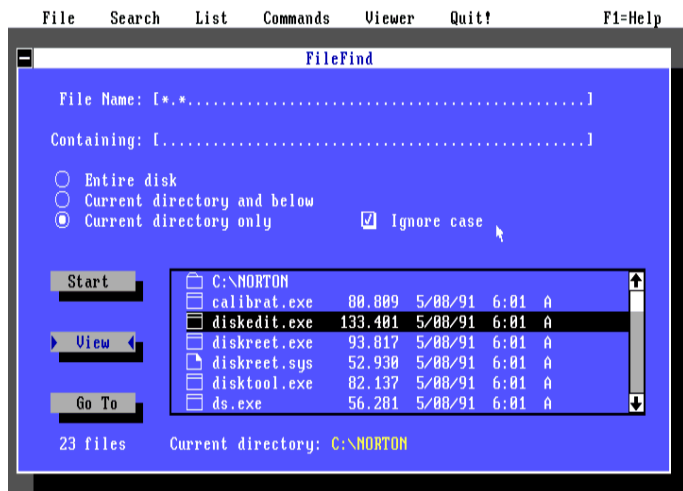 File Search List Commands Viewer Quit! F1=Help
FileFind
File Name: [*.*...............................................]
Containing: [..................................................]
Entire disk
Current directory and below
Current directory only Ignore case
Start
View
Go To
C:\NORTON
calibrat.exe 80.809 5/08/91 6:01 A
diskedit.exe 133.401 5/08/91 6:01 A
diskreet.exe 93.817 5/08/91 6:01 A
diskreet.sys 52.930 5/08/91 6:01 A
disktool.exe 82.137 5/08/91 6:01 A
ds.exe 56.281 5/08/91 6:01 A
23 files Current directory: C:\NORTON